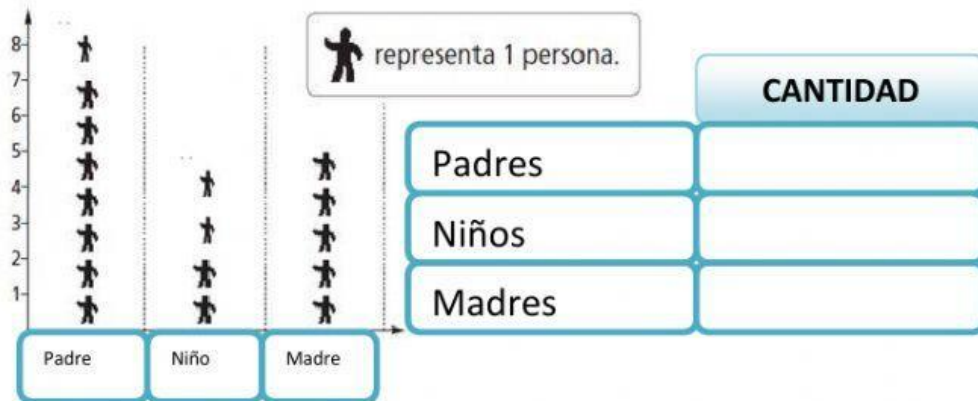 representa 1 persona.
8
7
6
5
4
3
2
1
Padre
Niño
Madre
CANTIDAD
Padres
Niños
Madres